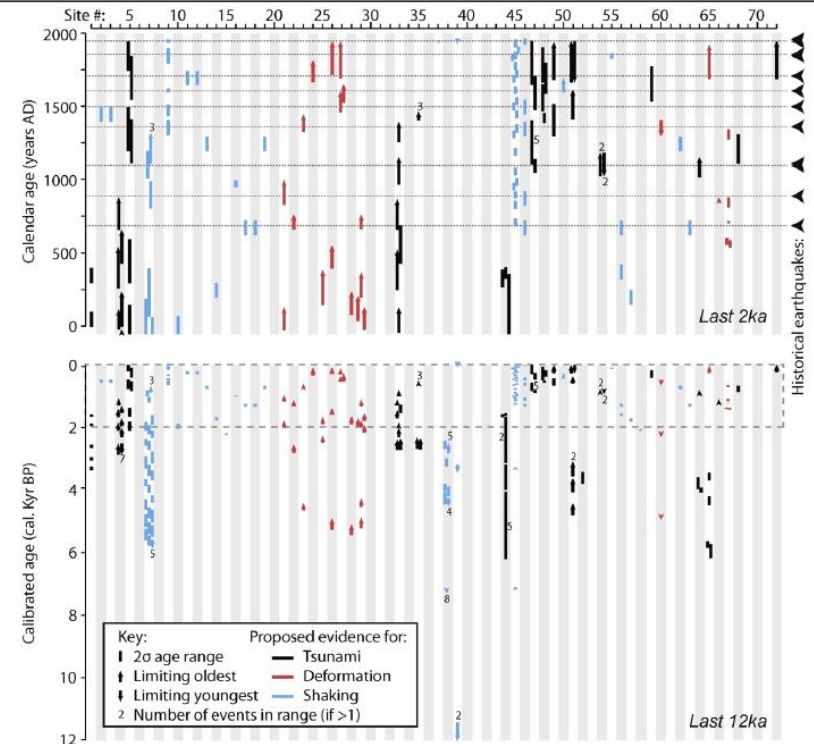 Site #: 5 10 15 20 25 30 35 40 45 50 55 60 65 70
2000
1500
1000
500
0
Calendar age (years AD)
3
3
5
2
2
Last 2ka
Historical earthquakes:
0
2
4
6
8
10
12
Calibrated age (cal. Kyr BP)
3
3
5
2
2
7
5
2
2
4
5
5
8
2
Key:
Proposed evidence for:
2σ age range
Tsunami
Limiting oldest
Deformation
Limiting youngest
Shaking
2 Number of events in range (if >1)
Last 12ka